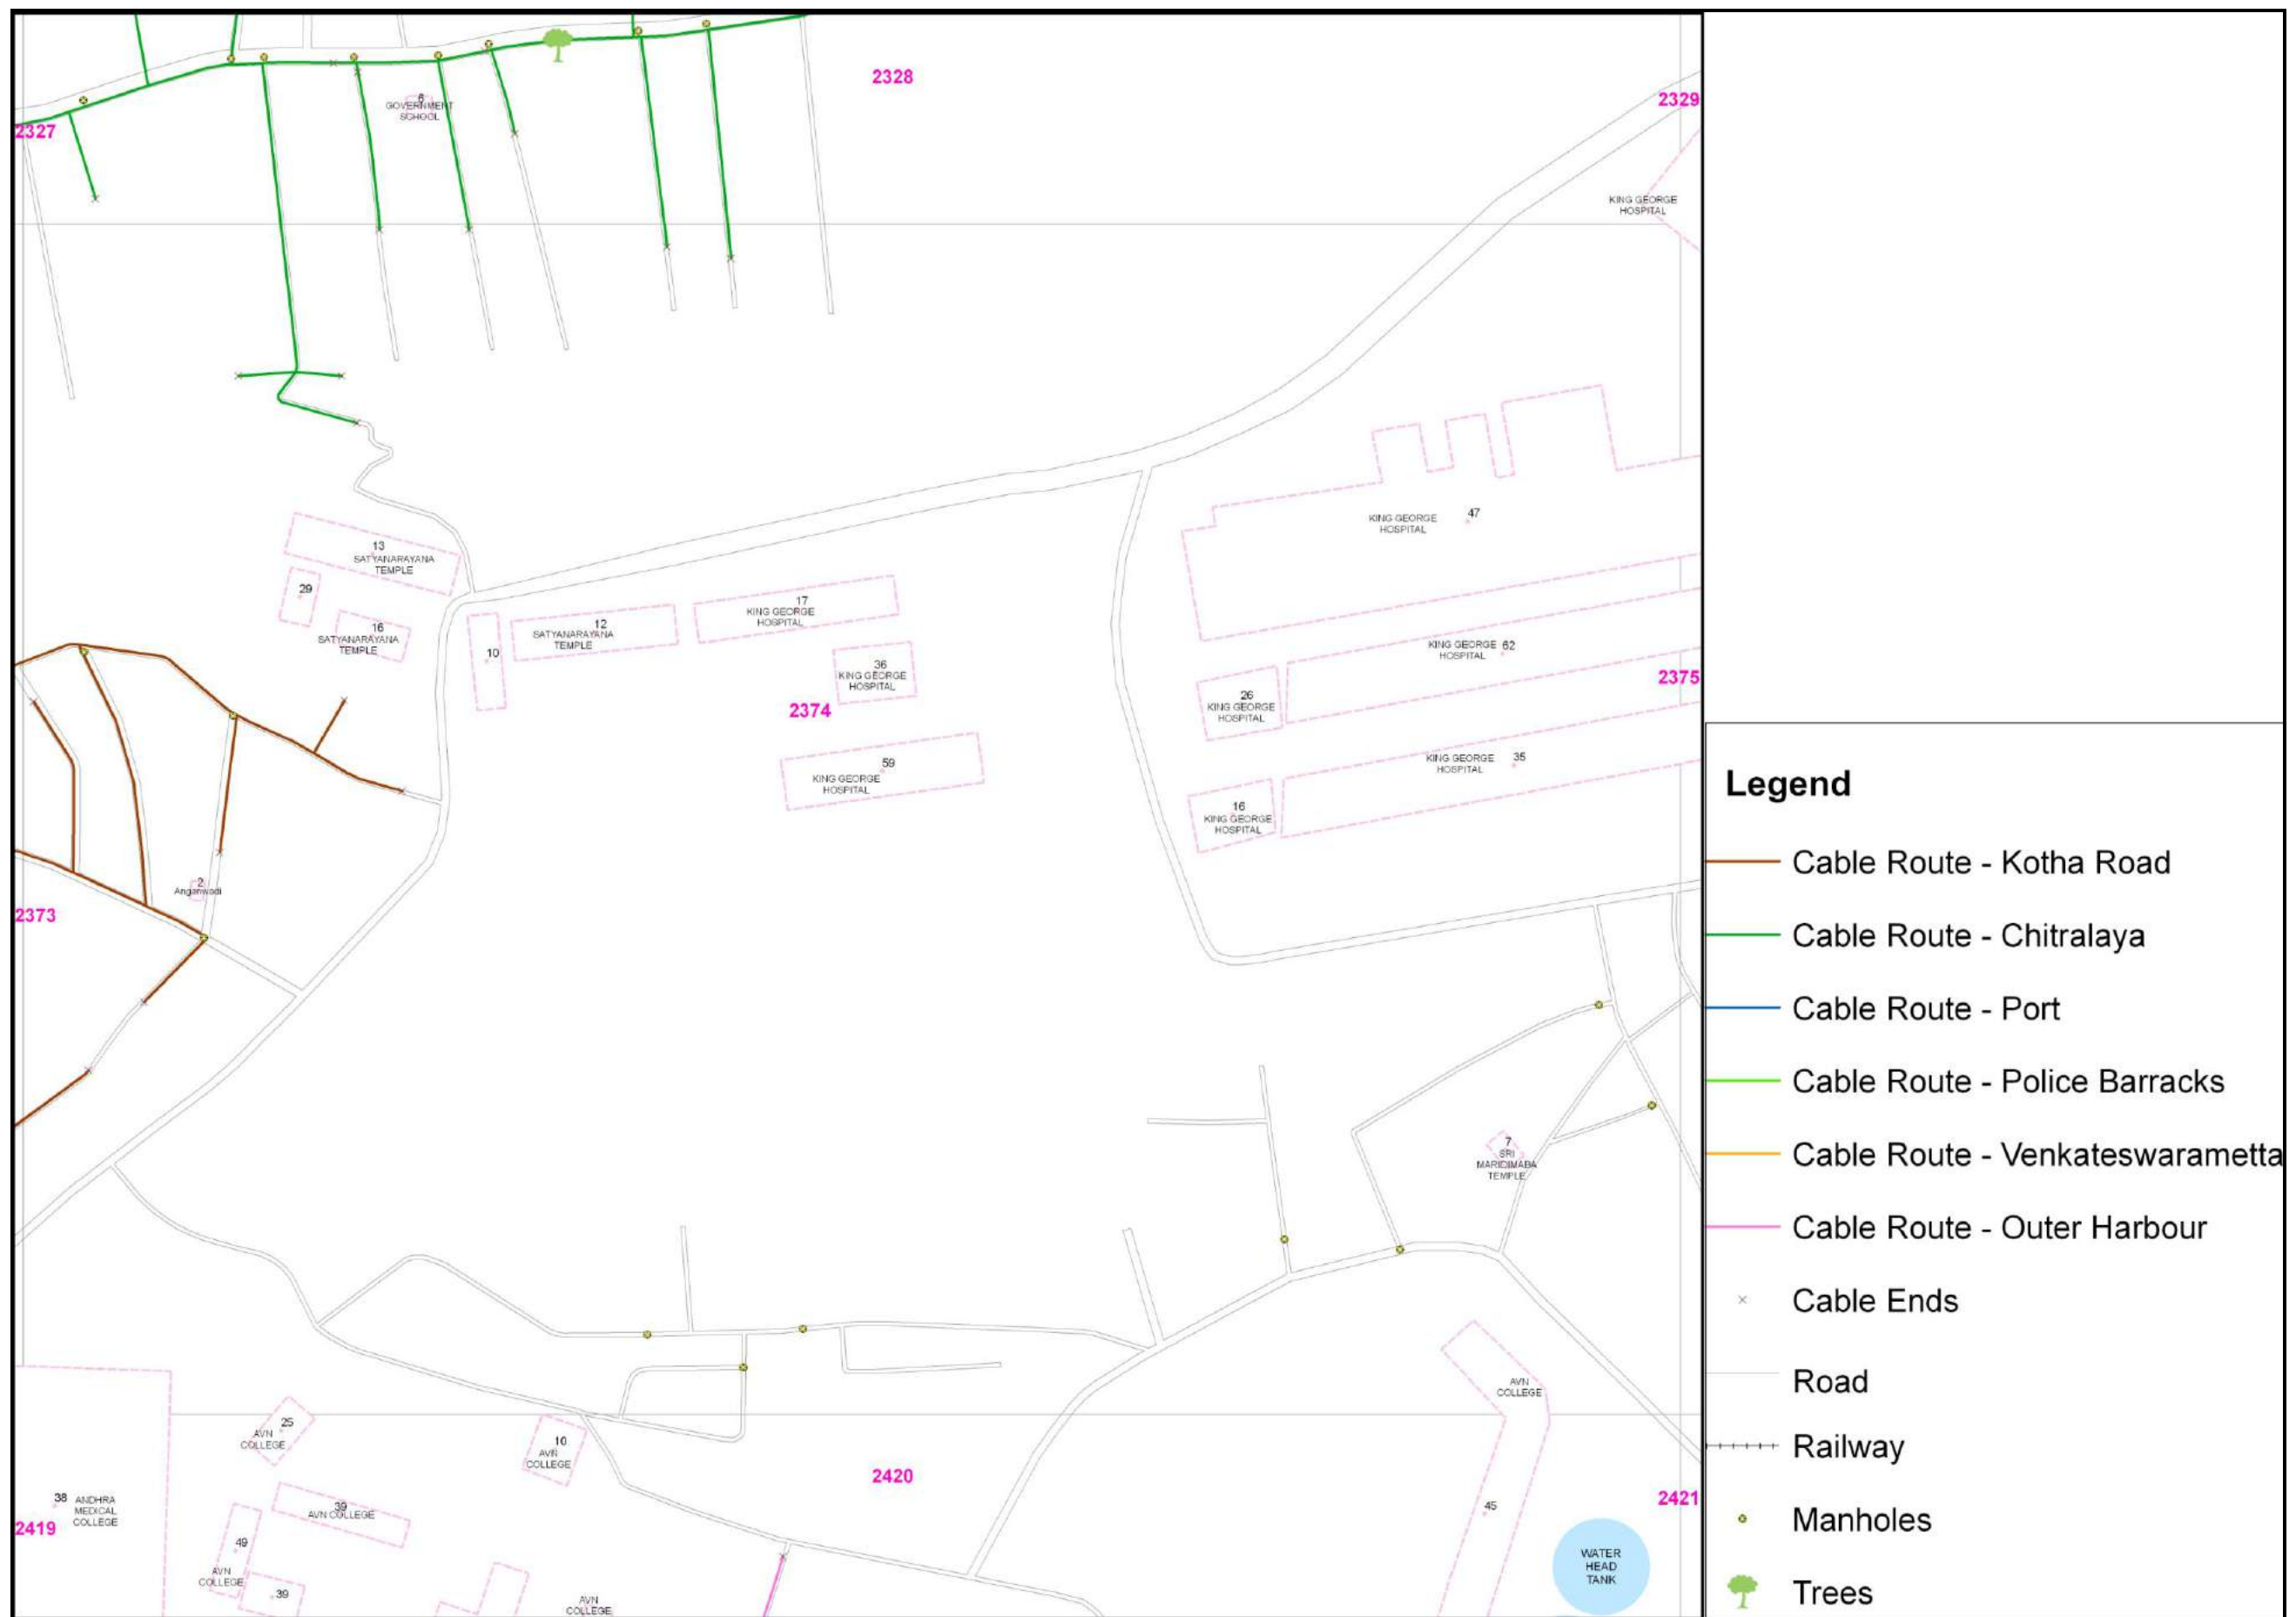 2328
2329
6
GOVERNMENT
SCHOOL
2327
KING GEORGE
HOSPITAL
47
KING GEORGE
HOSPITAL
13
SATYANARAYANA
TEMPLE
29
16
SATYANARAYANA
TEMPLE
10
12
SATYANARAYANA
TEMPLE
17
KING GEORGE
HOSPITAL
36
KING GEORGE
HOSPITAL
KING GEORGE 62
HOSPITAL
2375
26
KING GEORGE
HOSPITAL
2374
59
KING GEORGE
HOSPITAL
KING GEORGE 35
HOSPITAL
16
KING GEORGE
HOSPITAL
2
Anganwadi
2373
7
SRI
MARIDIMABA
TEMPLE
AVN
COLLEGE
25
AVN
COLLEGE
10
AVN
COLLEGE
2420
2421
38 ANDHRA
MEDICAL
COLLEGE
39
AVN COLLEGE
45
2419
49
AVN
COLLEGE
39
AVN
COLLEGE
WATER
HEAD
TANK
Legend
Cable Route - Kotha Road
Cable Route - Chitralaya
Cable Route - Port
Cable Route - Police Barracks
Cable Route - Venkateswarametta
Cable Route - Outer Harbour
Cable Ends
Road
Railway
Manholes
Trees